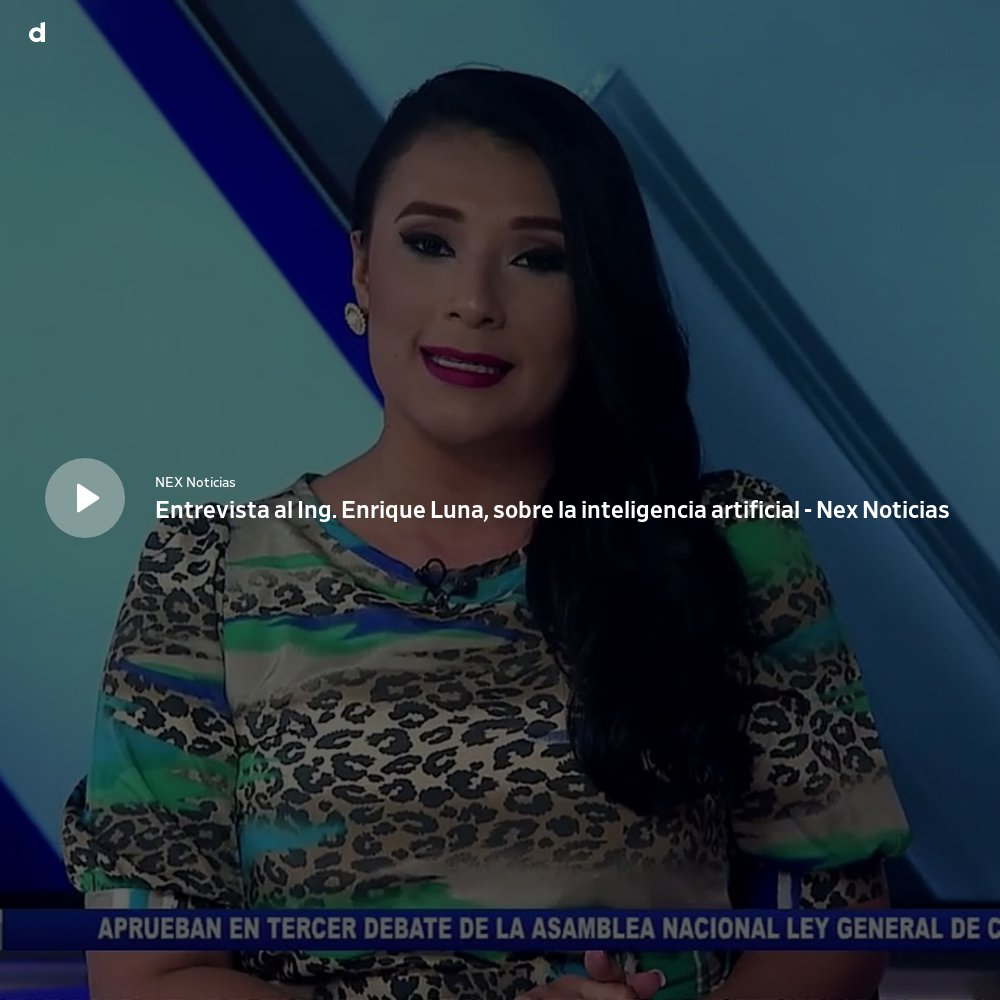 d
NEX Noticias
Entrevista al Ing. Enrique Luna, sobre la inteligencia artificial - Nex Noticias
APRUEBAN EN TERCER DEBATE DE LA ASAMBLEA NACIONAL LEY GENERAL DE C